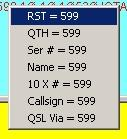 RST = 599
QTH = 599
Ser # = 599
Name = 599
10 X # = 599
Callsign = 599
QSL Via = 599